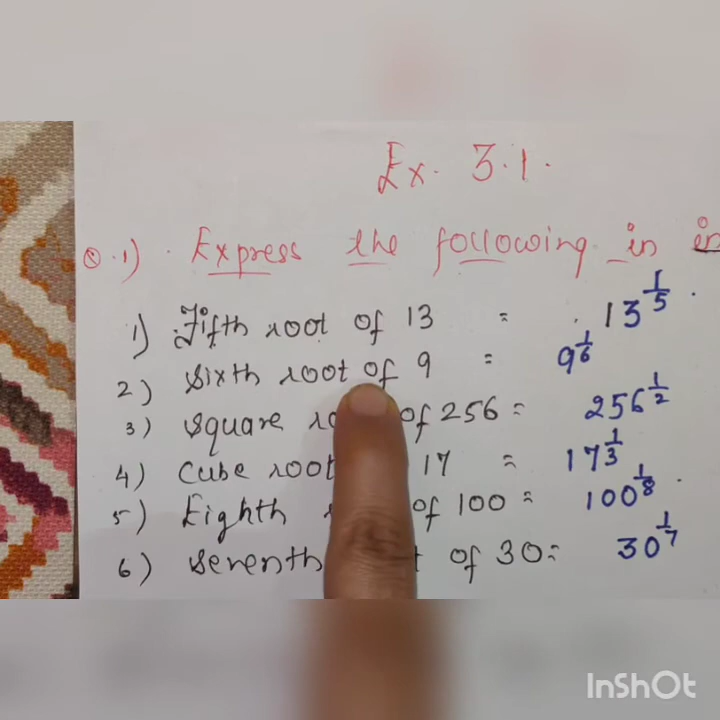 Ex. 3.1.
Q.1) Express the following in in
1) Fifth root of 13 = 13^1/5.
2) Sixth root of 9 = 9^1/6
3) Square of 256 = 256^1/2
4) Cube root 17 = 17^1/3
5) Eighth of 100 = 100^1/8.
6) Seventh of 30 = 30^1/7
InShOt